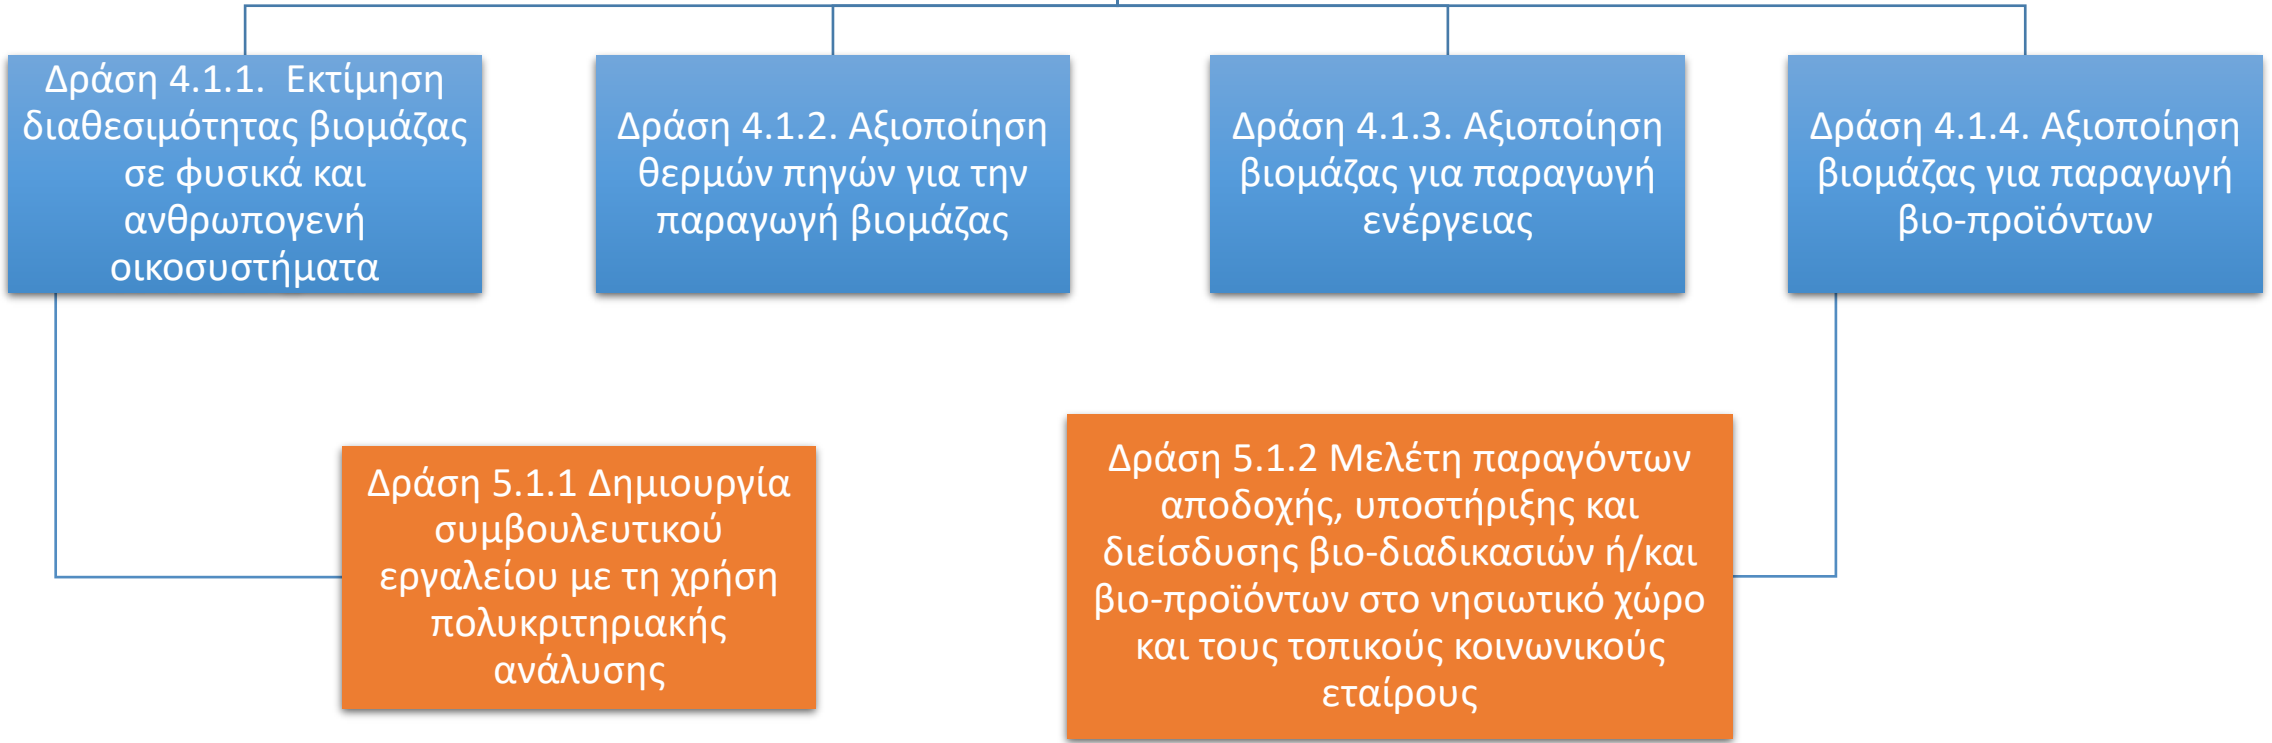 Δράση 4.1.1.  Εκτίμηση
διαθεσιμότητας βιομάζας
σε φυσικά και
ανθρωπογενή
οικοσυστήματα
Δράση 4.1.2. Αξιοποίηση
θερμών πηγών για την
παραγωγή βιομάζας
Δράση 4.1.3. Αξιοποίηση
βιομάζας για παραγωγή
ενέργειας
Δράση 4.1.4. Αξιοποίηση
βιομάζας για παραγωγή
βιο-προϊόντων
Δράση 5.1.1 Δημιουργία
συμβουλευτικού
εργαλείου με τη χρήση
πολυκριτηριακής
ανάλυσης
Δράση 5.1.2 Μελέτη παραγόντων
αποδοχής, υποστήριξης και
διείσδυσης βιο-διαδικασιών ή/και
βιο-προϊόντων στο νησιωτικό χώρο
και τους τοπικούς κοινωνικούς
εταίρους